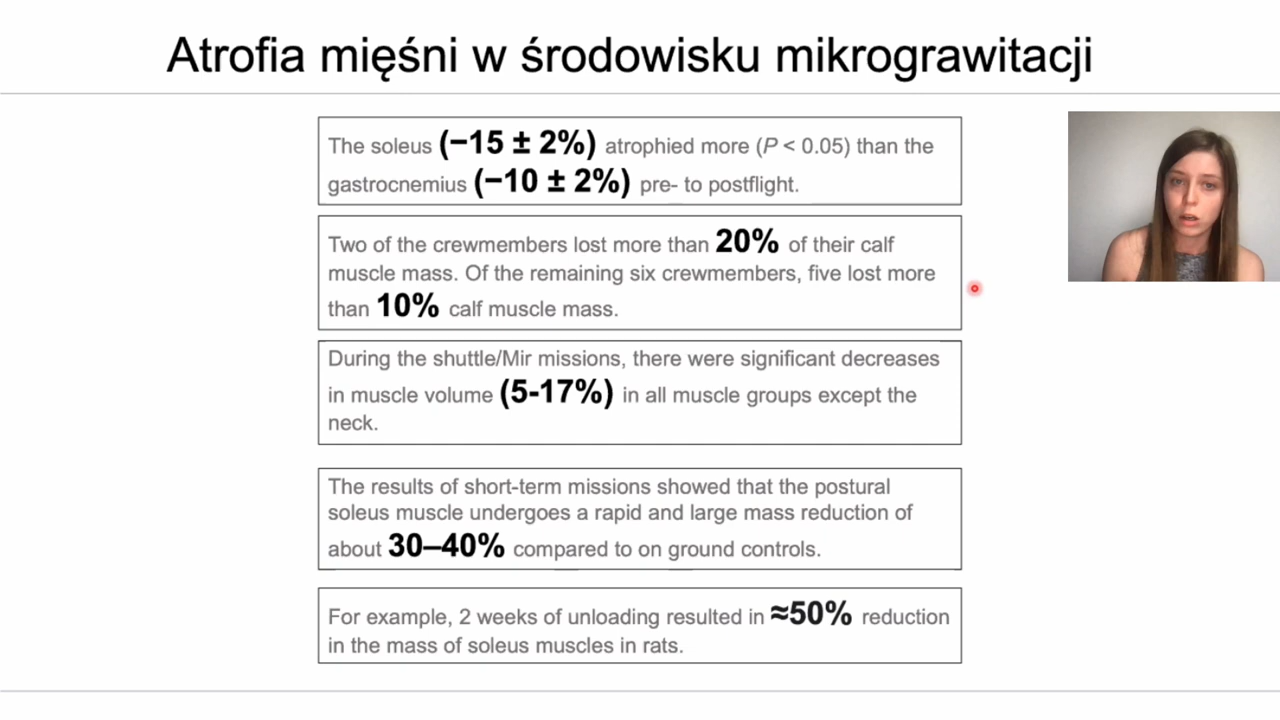 Atrofia mięśni w środowisku mikrograwitacji
The soleus (−15 ± 2%) atrophied more (P < 0.05) than the
gastrocnemius (−10 ± 2%) pre- to postflight.
Two of the crewmembers lost more than 20% of their calf
muscle mass. Of the remaining six crewmembers, five lost more
than 10% calf muscle mass.
During the shuttle/Mir missions, there were significant decreases
in muscle volume (5-17%) in all muscle groups except the
neck.
The results of short-term missions showed that the postural
soleus muscle undergoes a rapid and large mass reduction of
about 30–40% compared to on ground controls.
For example, 2 weeks of unloading resulted in ≈50% reduction
in the mass of soleus muscles in rats.